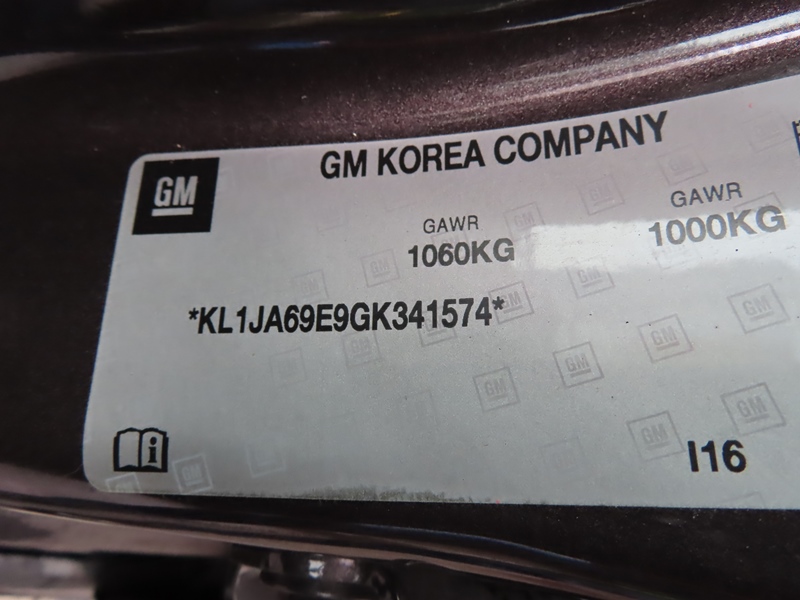 GM
GM KOREA COMPANY
GAWR GAWR
1060KG 1000KG
*KL1JA69E9GK341574*
i
I16